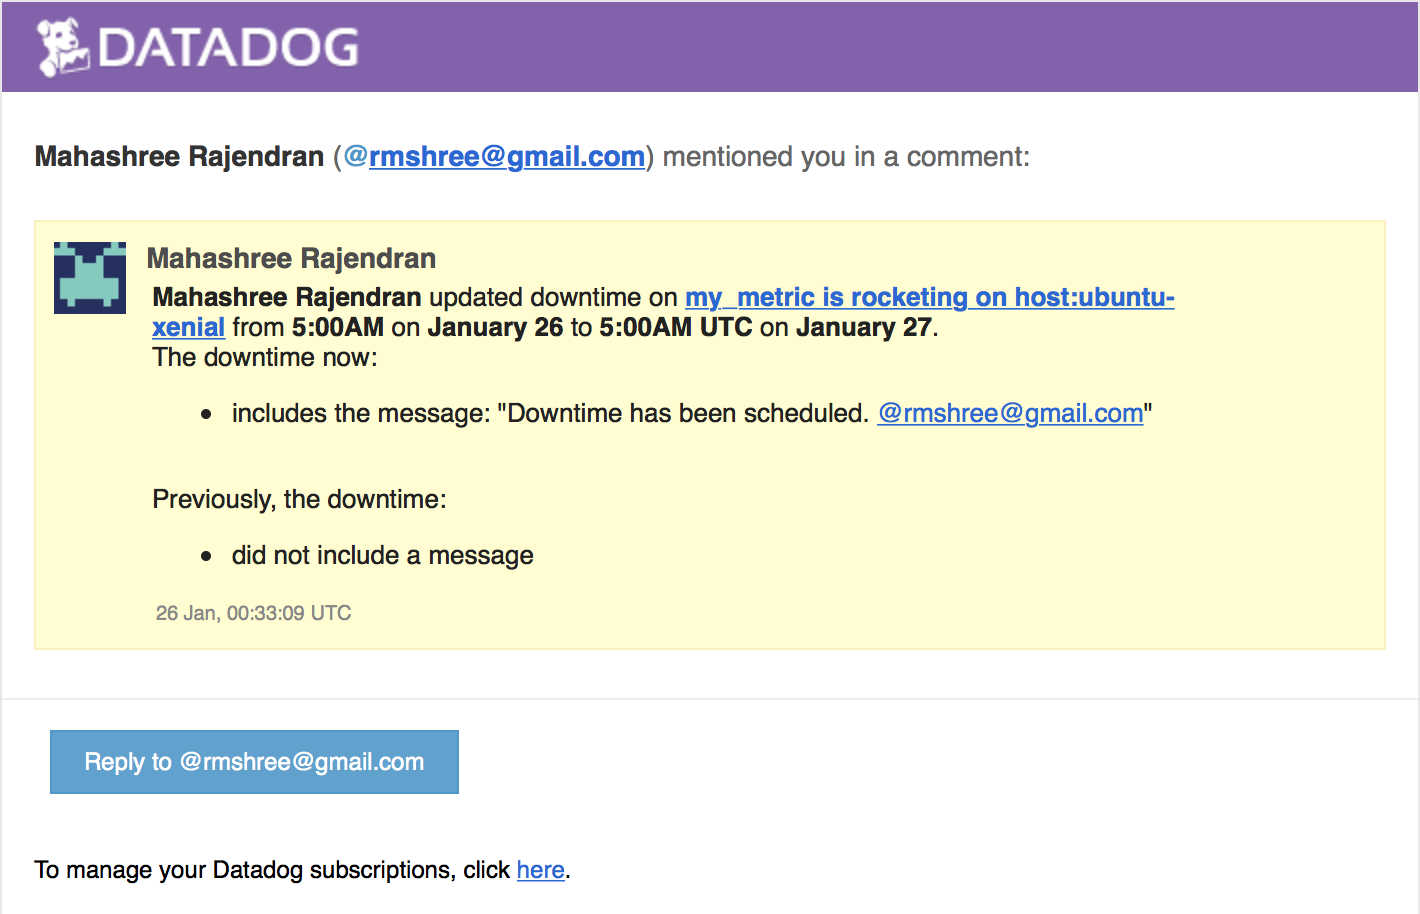 DATADOG
Mahashree Rajendran (@rmshree@gmail.com) mentioned you in a comment:
Mahashree Rajendran
Mahashree Rajendran updated downtime on my_metric is rocketing on host:ubuntu-
xenial from 5:00AM on January 26 to 5:00AM UTC on January 27.
The downtime now:
• includes the message: "Downtime has been scheduled. @rmshree@gmail.com"
Previously, the downtime:
• did not include a message
26 Jan, 00:33:09 UTC
Reply to @rmshree@gmail.com
To manage your Datadog subscriptions, click here.